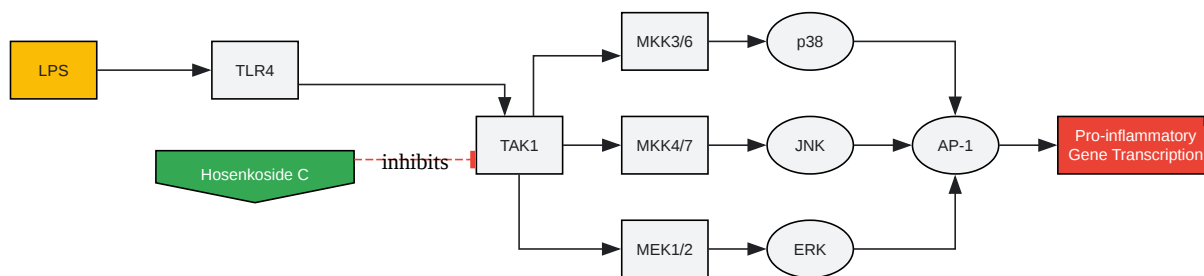 LPS
TLR4
Hosenkoside C
inhibits
TAK1
MKK3/6
p38
MKK4/7
JNK
MEK1/2
ERK
AP-1
Pro-inflammatory
Gene Transcription